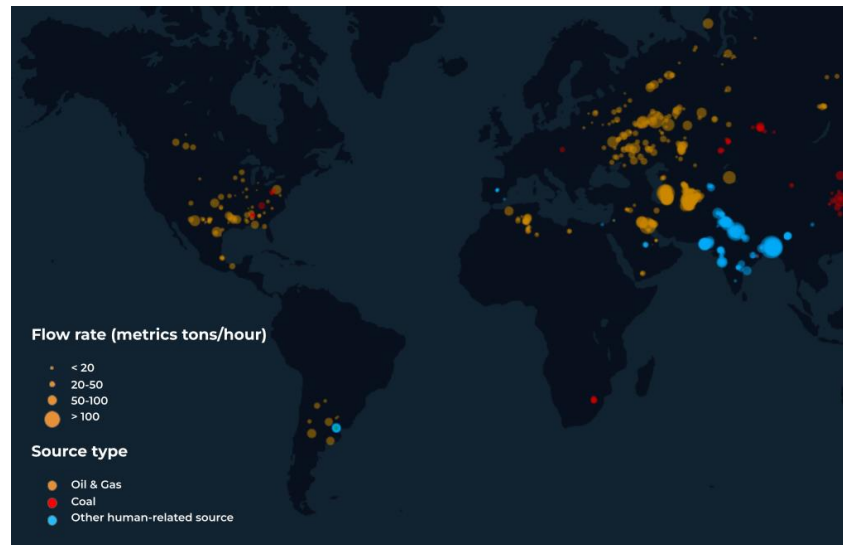 Flow rate (metrics tons/hour)
< 20
20-50
50-100
> 100
Source type
Oil & Gas
Coal
Other human-related source